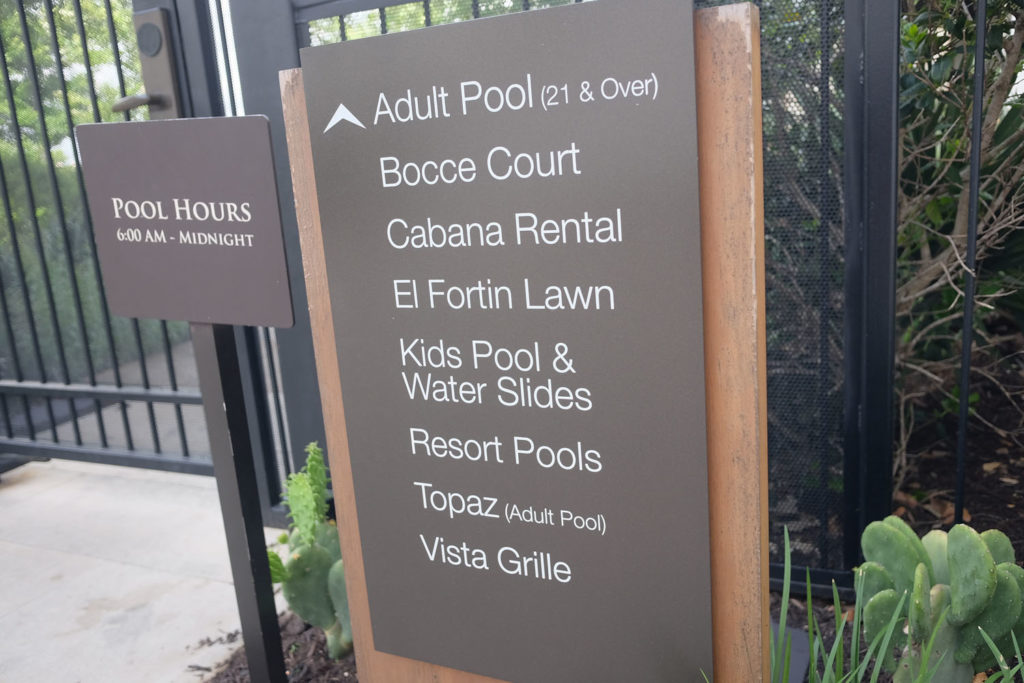 POOL HOURS
6:00 AM - MIDNIGHT
Adult Pool (21 & Over)
Bocce Court
Cabana Rental
El Fortin Lawn
Kids Pool &
Water Slides
Resort Pools
Topaz (Adult Pool)
Vista Grille